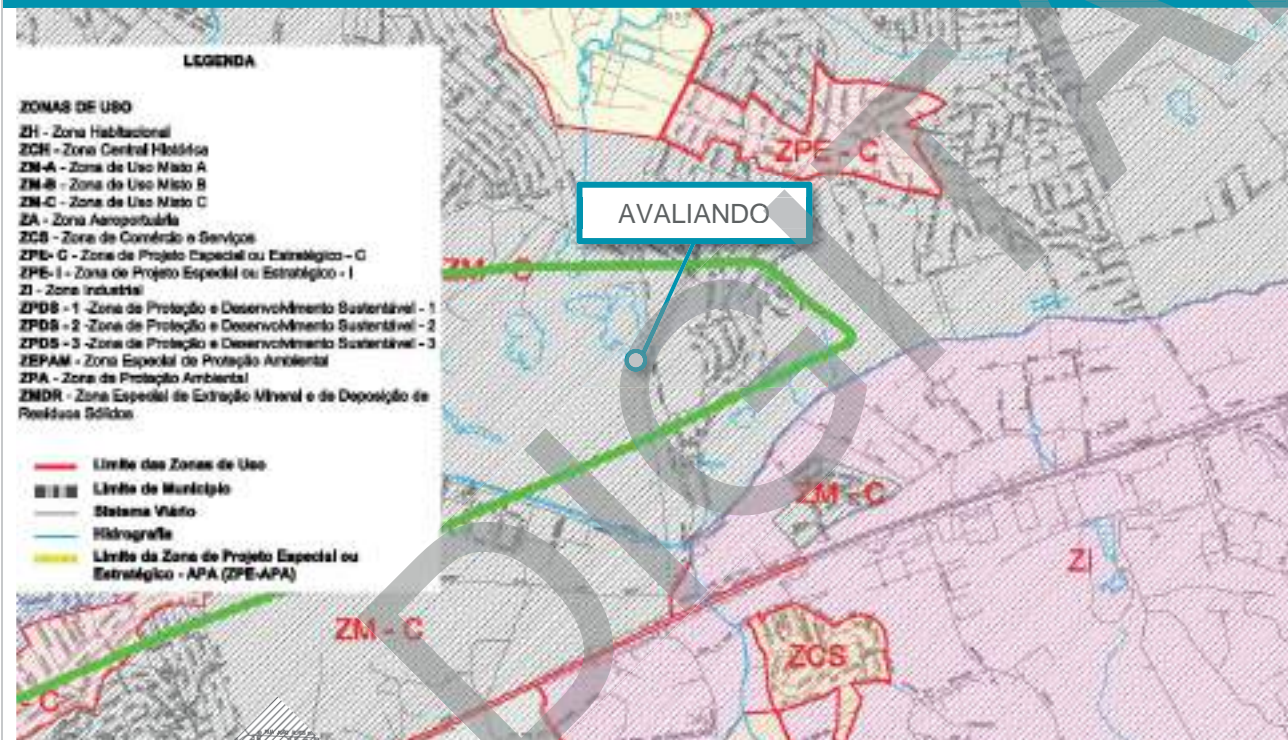 LEGENDA
ZONAS DE USO
ZH - Zona Habitacional
ZCH - Zona Central Histórica
ZM-A - Zona de Uso Misto A
ZM-B - Zona de Uso Misto B
ZM-C - Zona de Uso Misto C
ZA - Zona Aeroportuária
ZCS - Zona de Comércio e Serviços
ZPE- C - Zona de Projeto Especial ou Estratégico - C
ZPE- I - Zona de Projeto Especial ou Estratégico - I
ZI - Zona Industrial
ZPDS - 1 -Zona de Proteção e Desenvolvimento Sustentável - 1
ZPDS - 2 -Zona de Proteção e Desenvolvimento Sustentável - 2
ZPDS - 3 -Zona de Proteção e Desenvolvimento Sustentável - 3
ZEPAM - Zona Especial de Proteção Ambiental
ZPA - Zona de Proteção Ambiental
ZMDR - Zona Especial de Extração Mineral e de Deposição de
Resíduos Sólidos
Limite das Zonas de Uso
Limite de Município
Sistema Viário
Hidrografia
Limite da Zona de Projeto Especial ou
Estratégico - APA (ZPE-APA)
ZPE - C
AVALIANDO
ZM - C
ZM - C
ZI
ZM - C
ZCS
- C
DIGITA